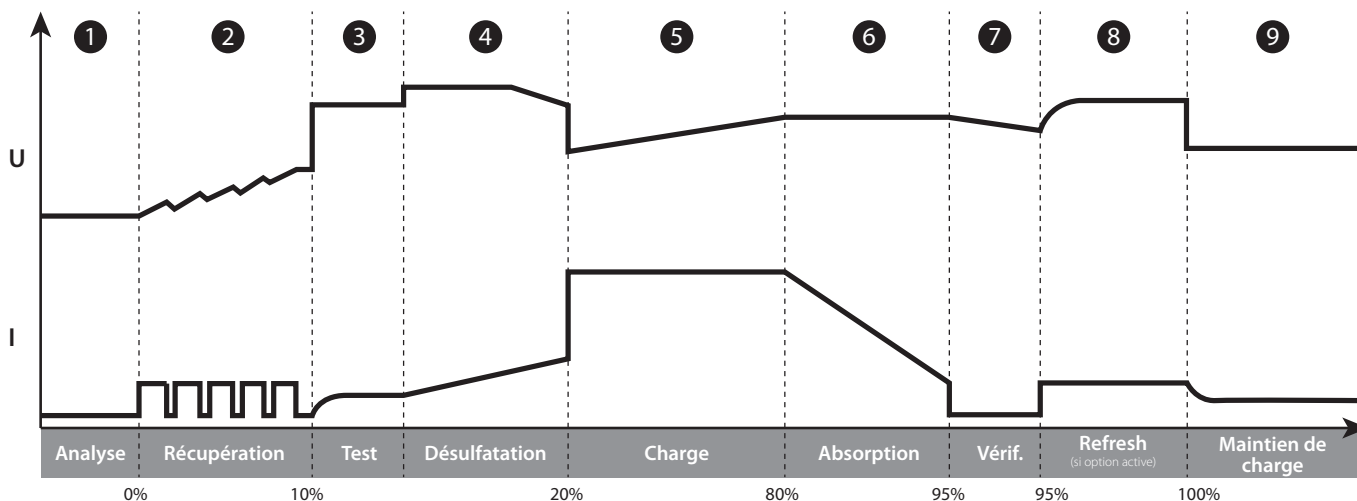 1 2 3 4 5 6 7 8 9
U
I
Analyse Récupération Test Désulfatation Charge Absorption Vérif. Refresh Maintien de
(si option active) charge
0% 10% 20% 80% 95% 95% 100%